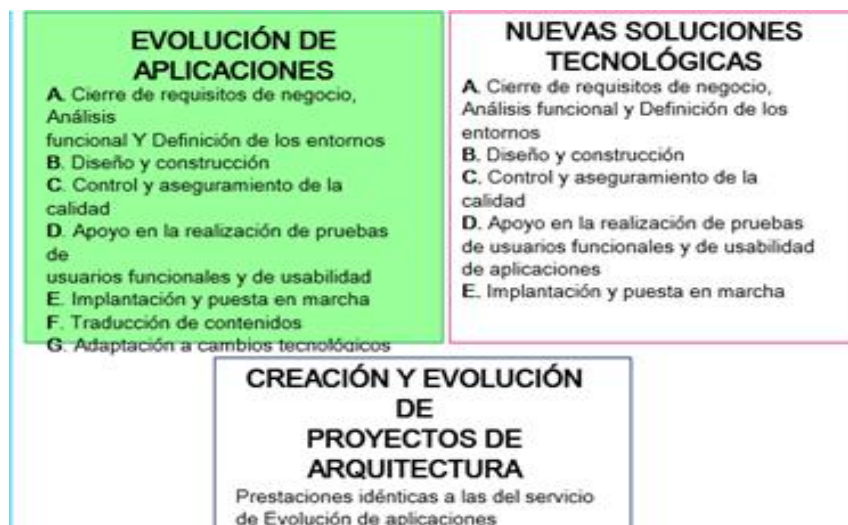 EVOLUCIÓN DE
APLICACIONES
A. Cierre de requisitos de negocio,
Análisis
funcional Y Definición de los entornos
B. Diseño y construcción
C. Control y aseguramiento de la
calidad
D. Apoyo en la realización de pruebas
de
usuarios funcionales y de usabilidad
E. Implantación y puesta en marcha
F. Traducción de contenidos
G. Adaptación a cambios tecnológicos
NUEVAS SOLUCIONES
TECNOLÓGICAS
A. Cierre de requisitos de negocio,
Análisis funcional y Definición de los
entornos
B. Diseño y construcción
C. Control y aseguramiento de la
calidad
D. Apoyo en la realización de pruebas
de usuarios funcionales y de usabilidad
de aplicaciones
E. Implantación y puesta en marcha
CREACIÓN Y EVOLUCIÓN
DE
PROYECTOS DE
ARQUITECTURA
Prestaciones idénticas a las del servicio
de Evolución de aplicaciones